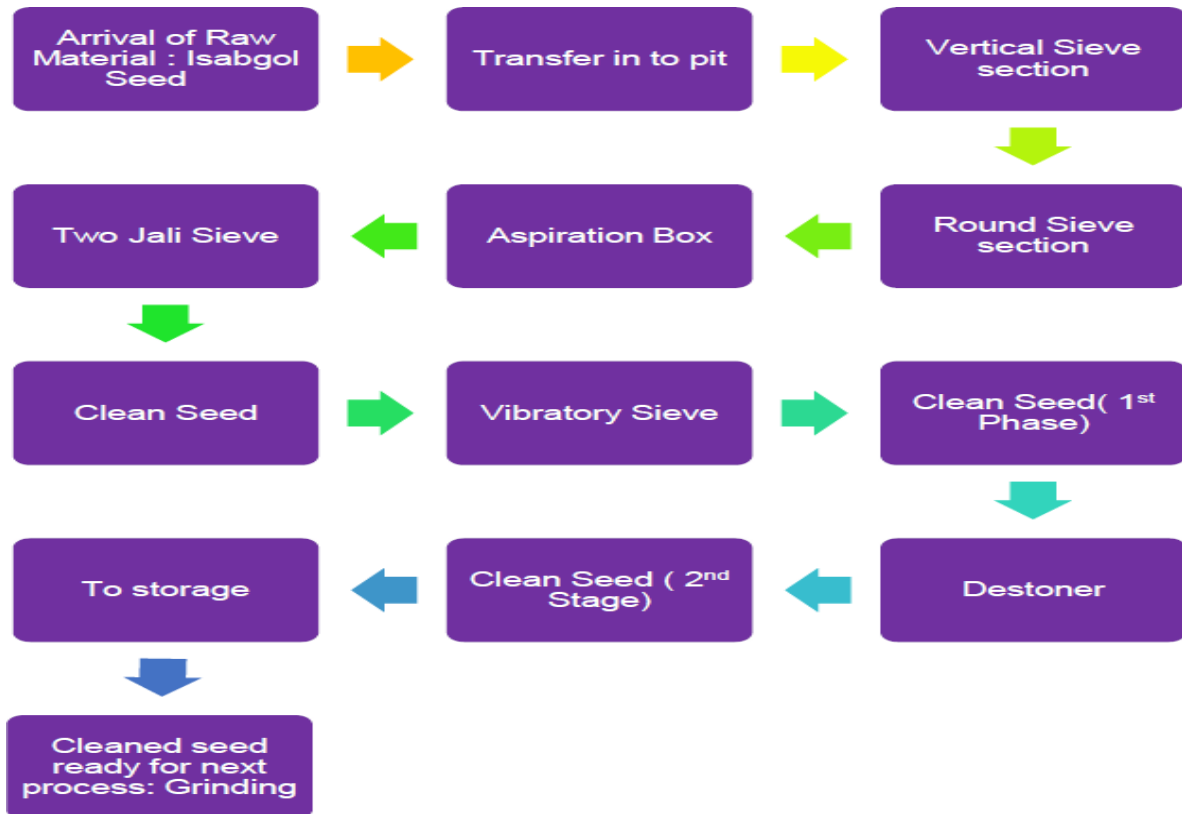 Arrival of Raw
Material : Isabgol
Seed
Transfer in to pit
Vertical Sieve
section
Round Sieve
section
Aspiration Box
Two Jali Sieve
Clean Seed
Vibratory Sieve
Clean Seed( 1st
Phase)
Destoner
Clean Seed ( 2nd
Stage)
To storage
Cleaned seed
ready for next
process: Grinding